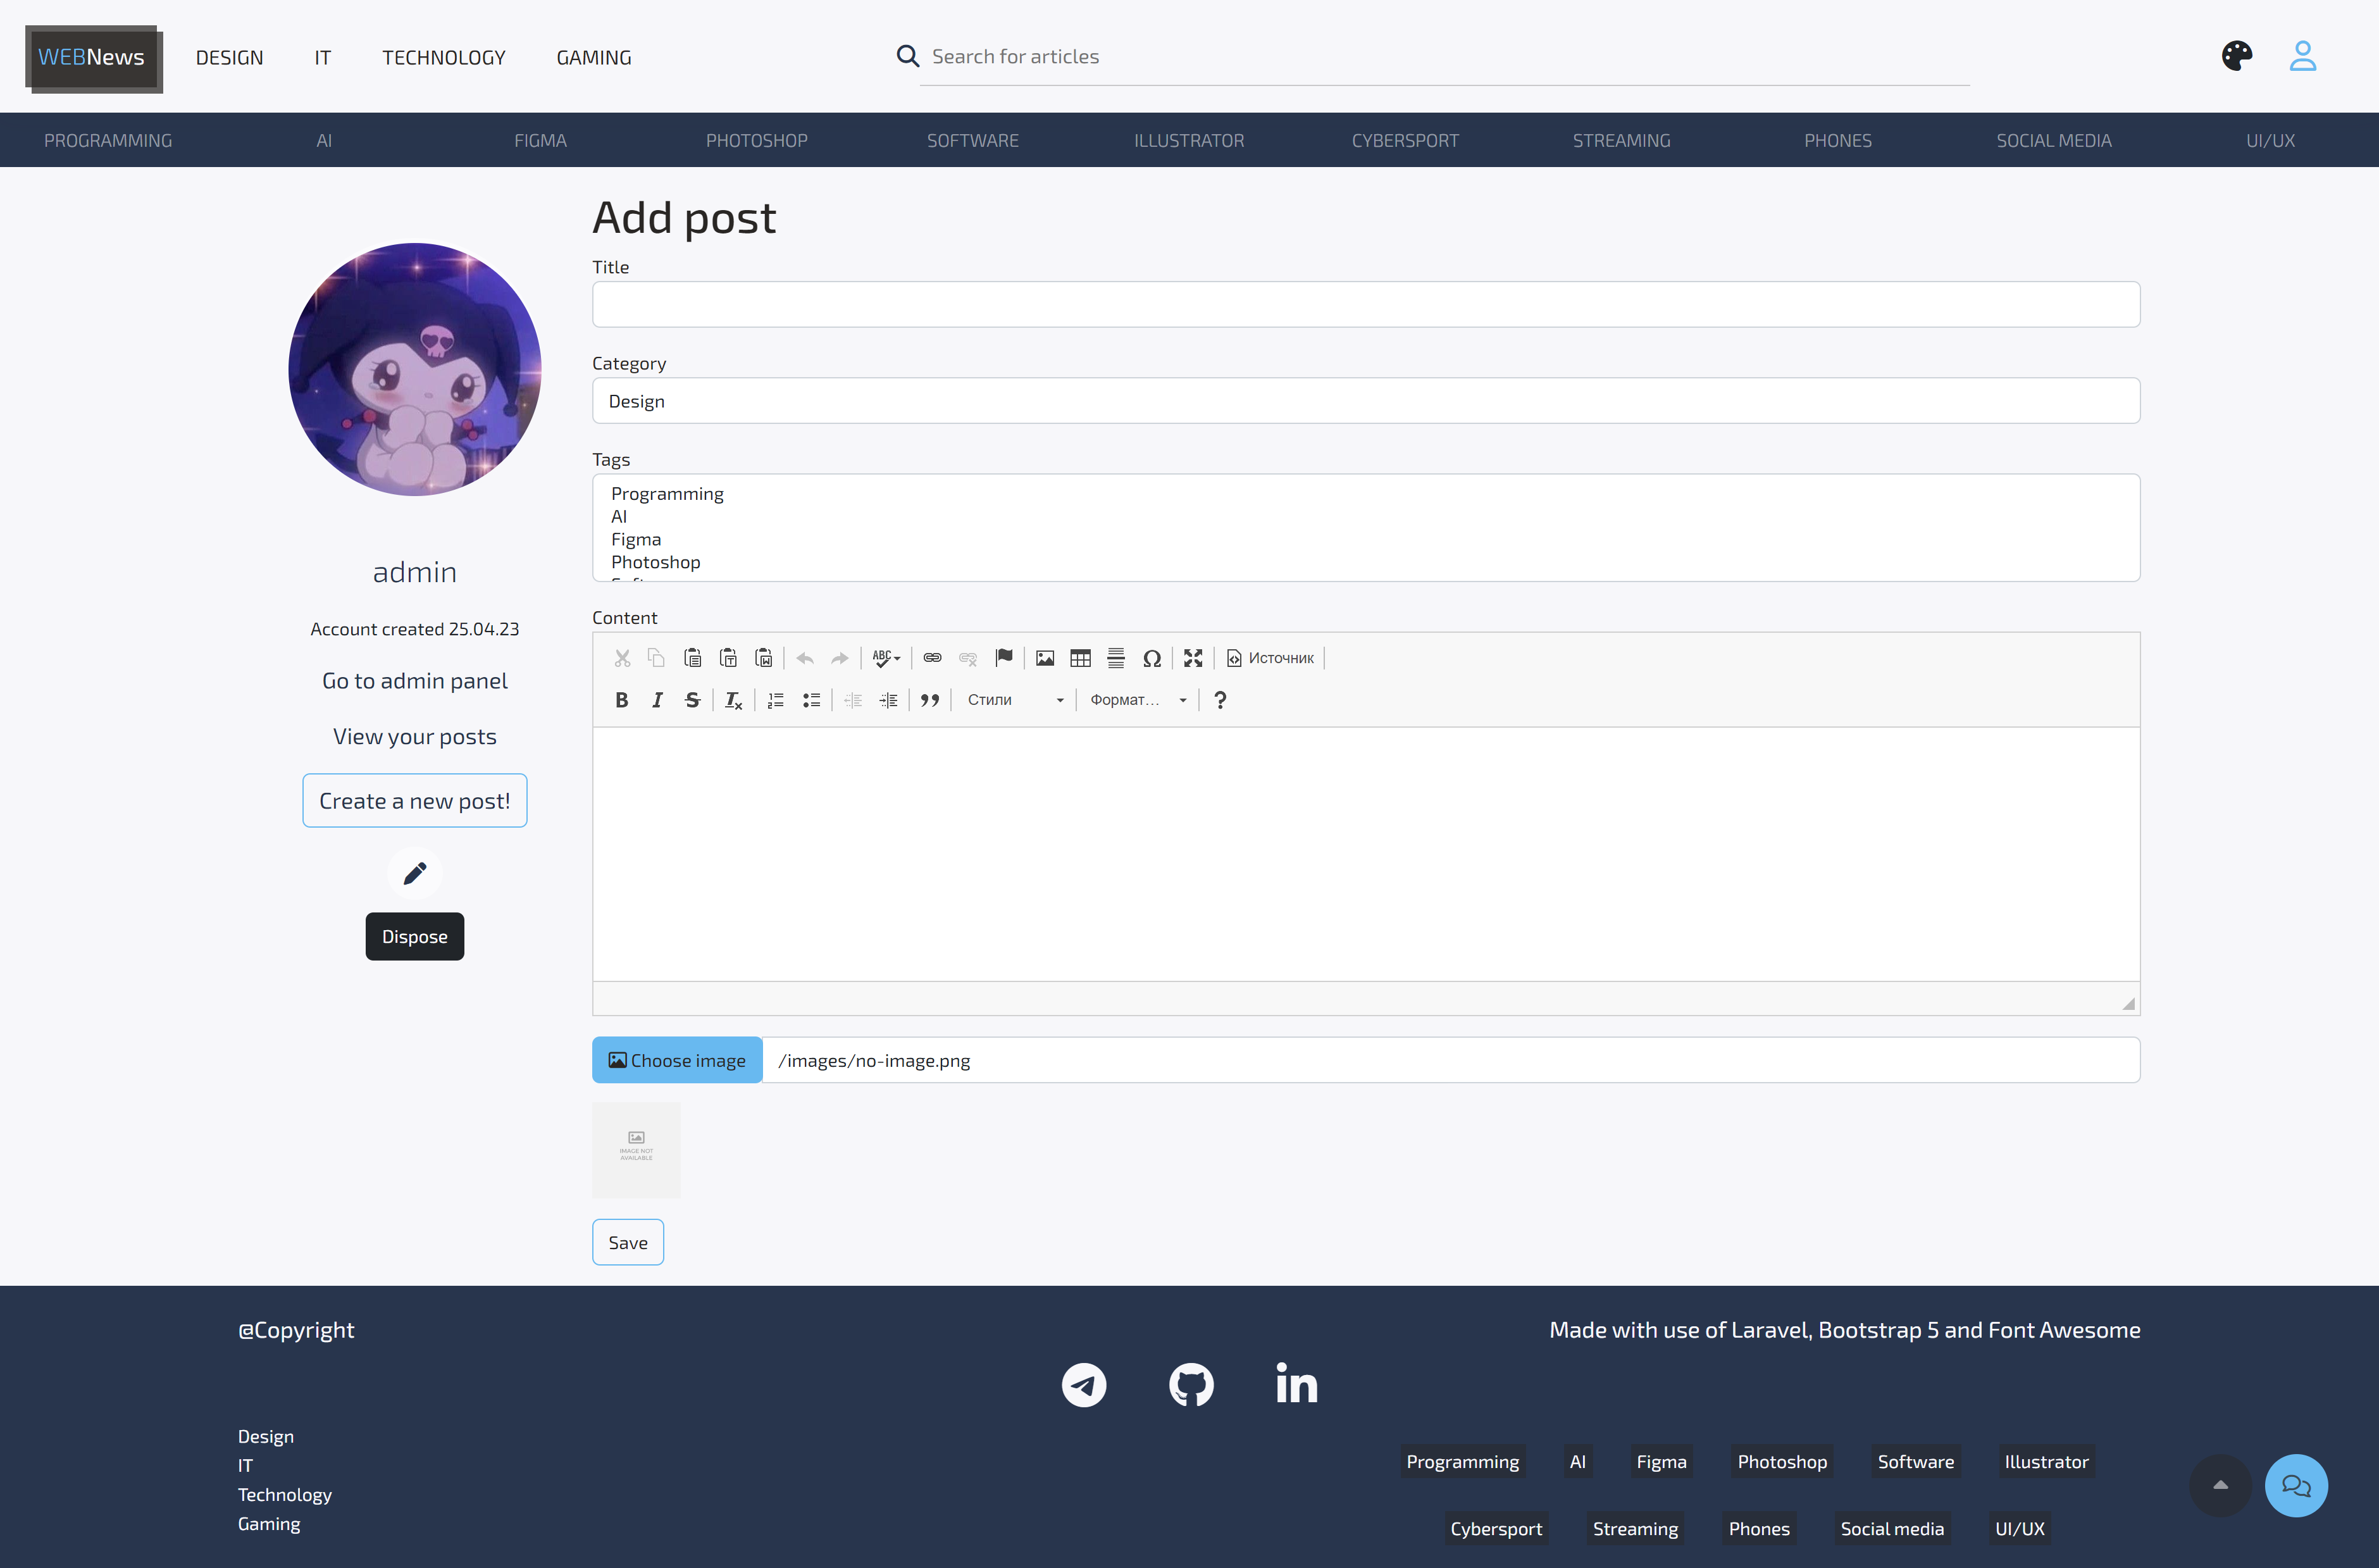 WEBNews DESIGN IT TECHNOLOGY GAMING Search for articles
PROGRAMMING AI FIGMA PHOTOSHOP SOFTWARE ILLUSTRATOR CYBERSPORT STREAMING PHONES SOCIAL MEDIA UI/UX
admin
Account created 25.04.23
Go to admin panel
View your posts
Create a new post!
Dispose
Add post
Title
Category
Design
Tags
Programming
AI
Figma
Photoshop
Content
ABC Источник
Стили Формат...
Choose image /images/no-image.png
IMAGE NOT
AVAILABLE
Save
@Copyright
Made with use of Laravel, Bootstrap 5 and Font Awesome
Design
IT
Technology
Gaming
Programming AI Figma Photoshop Software Illustrator
Cybersport Streaming Phones Social media UI/UX